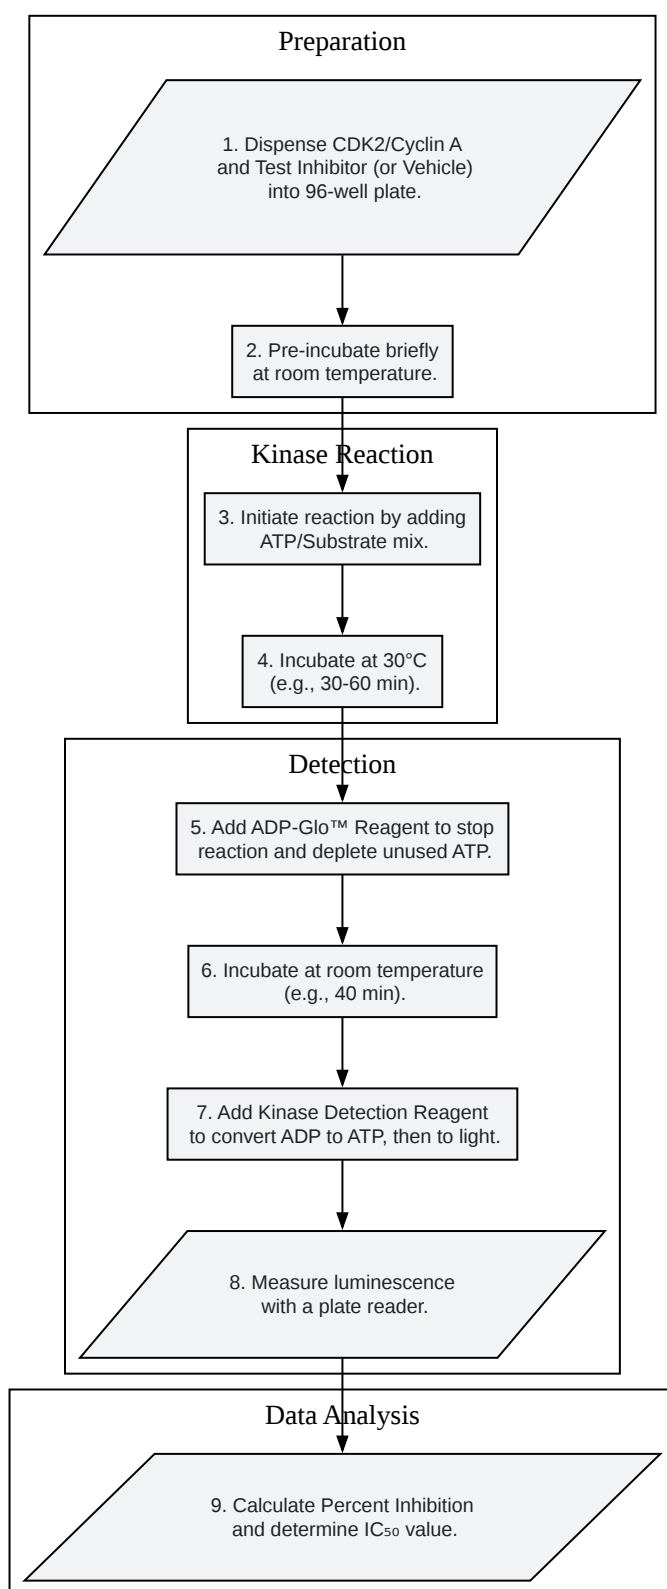 Preparation
1. Dispense CDK2/Cyclin A
and Test Inhibitor (or Vehicle)
into 96-well plate.
2. Pre-incubate briefly
at room temperature.
Kinase Reaction
3. Initiate reaction by adding
ATP/Substrate mix.
4. Incubate at 30°C
(e.g., 30-60 min).
Detection
5. Add ADP-Glo™ Reagent to stop
reaction and deplete unused ATP.
6. Incubate at room temperature
(e.g., 40 min).
7. Add Kinase Detection Reagent
to convert ADP to ATP, then to light.
8. Measure luminescence
with a plate reader.
Data Analysis
9. Calculate Percent Inhibition
and determine IC₅₀ value.